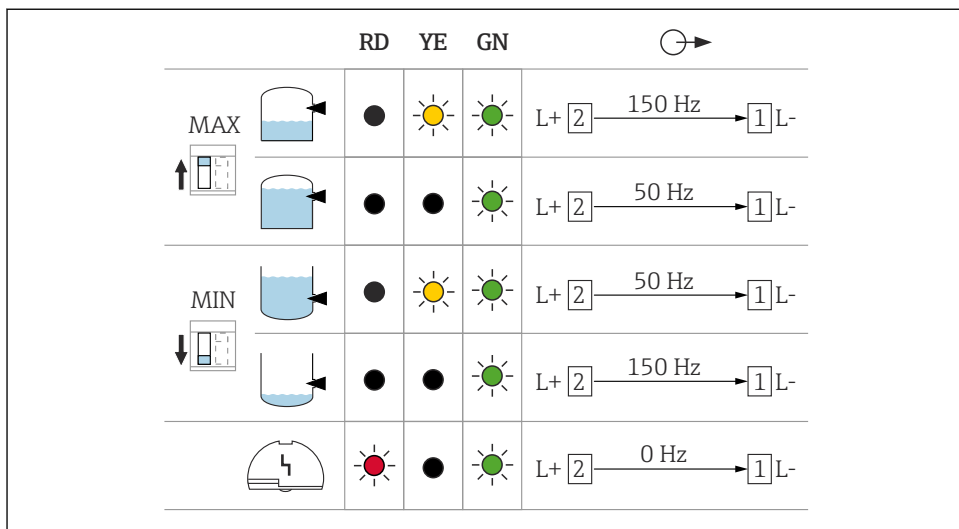 RD YE GN
MAX
L+ 2 150 Hz 1 L-
L+ 2 50 Hz 1 L-
MIN
L+ 2 50 Hz 1 L-
L+ 2 150 Hz 1 L-
L+ 2 0 Hz 1 L-